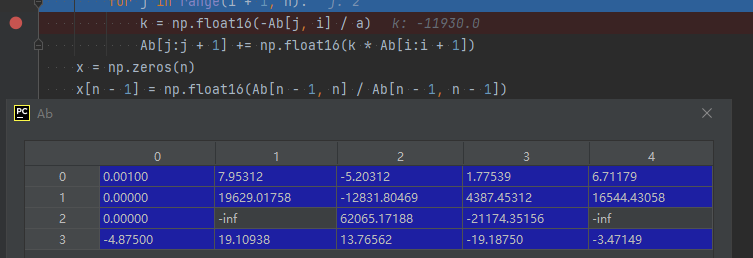 for j in range(i + 1, n): j: 2
k = np.float16(-Ab[j, i] / a) k: -11930.0
Ab[j:j + 1] += np.float16(k * Ab[i:i + 1])
x = np.zeros(n)
x[n - 1] = np.float16(Ab[n - 1, n] / Ab[n - 1, n - 1])
PC Ab
0 1 2 3 4
0 0.00100 7.95312 -5.20312 1.77539 6.71179
1 0.00000 19629.01758 -12831.80469 4387.45312 16544.43058
2 0.00000 -inf 62065.17188 -21174.35156 -inf
3 -4.87500 19.10938 13.76562 -19.18750 -3.47149